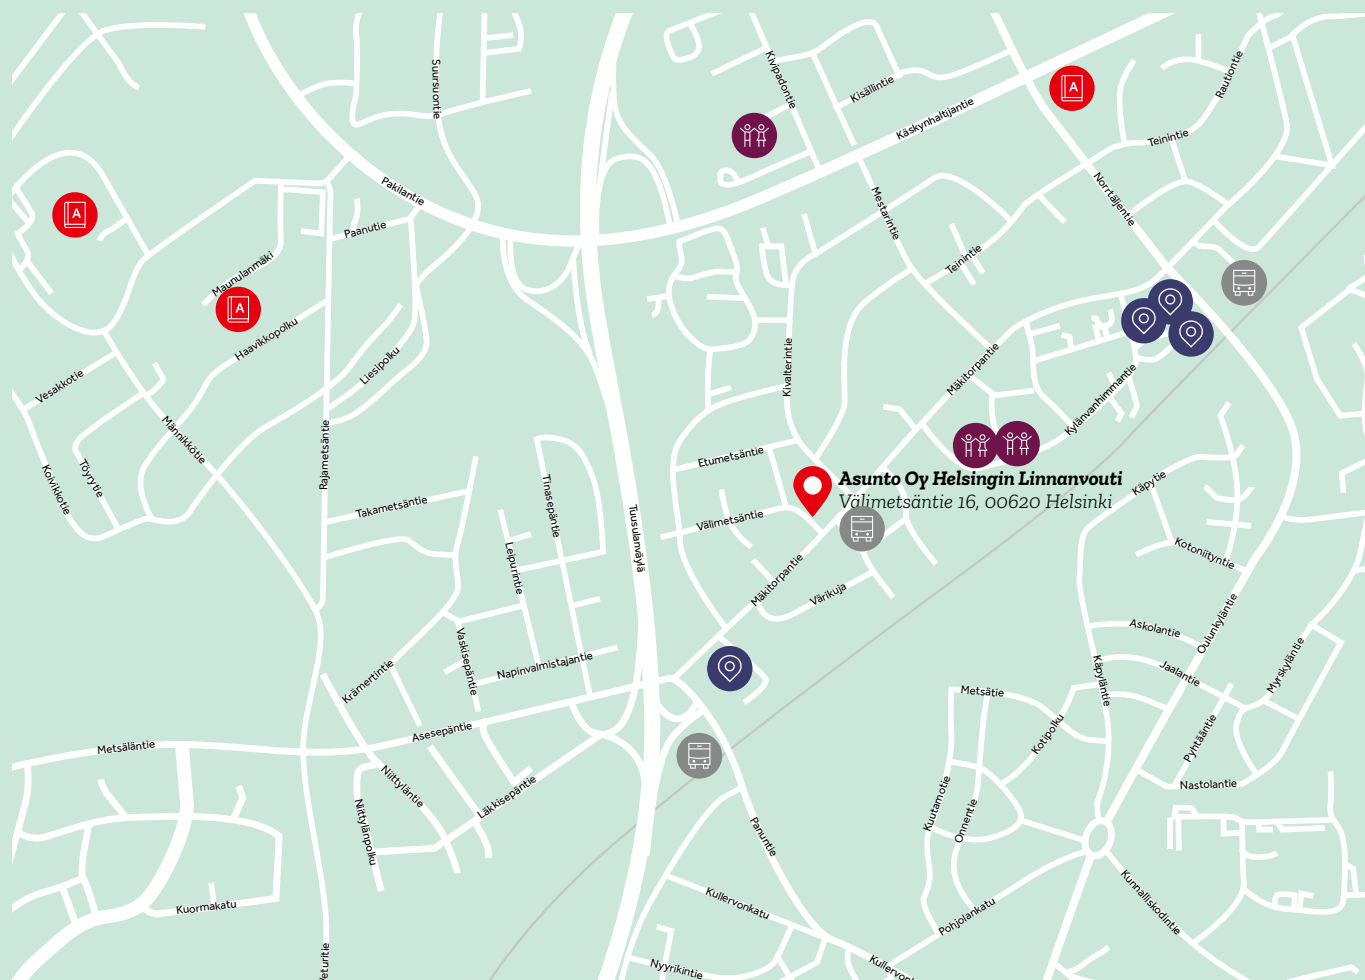 Suursuontie
Kivipadontie
Kisällintie
Käskynhaltijantie
Rautiontie
Teinintie
A
Pakilantie
Norrtäljentie
Mestarintie
A
Paanutie
Teinintie
Maunulanmäki
A
Haavikkopolku
Liesipolku
Kivalterintie
Mäkitorpantie
Kylänvanhimmantie
Vesakkotie
Männikkötie
Rajametsäntie
Etumetsäntie
Koivikkotie
Töyrytie
Asunto Oy Helsingin Linnanvouti
Välimetsäntie 16, 00620 Helsinki
Käpytie
Takametsäntie
Tinasepäntie
Tuusulanväylä
Välimetsäntie
Leipurintie
Kotoniityntie
Mäkitorpantie
Värikuja
Oulunkyläntie
Askolantie
Vaskisepäntie
Napinvalmistajantie
Krämertintie
Käpyläntie
Jaalantie
Myrskyläntie
Metsätie
Kotipolku
Pyhtääntie
Asesepäntie
Metsäläntie
Niittyläntie
Läkkisepäntie
Nastolantie
Niittylänpolku
Kuutamotie
Onnentie
Panuntie
Kuormakatu
Kullervonkatu
Pohjolankatu
Kunnalliskodintie
Nyyrikintie
Kullerv
eturitie